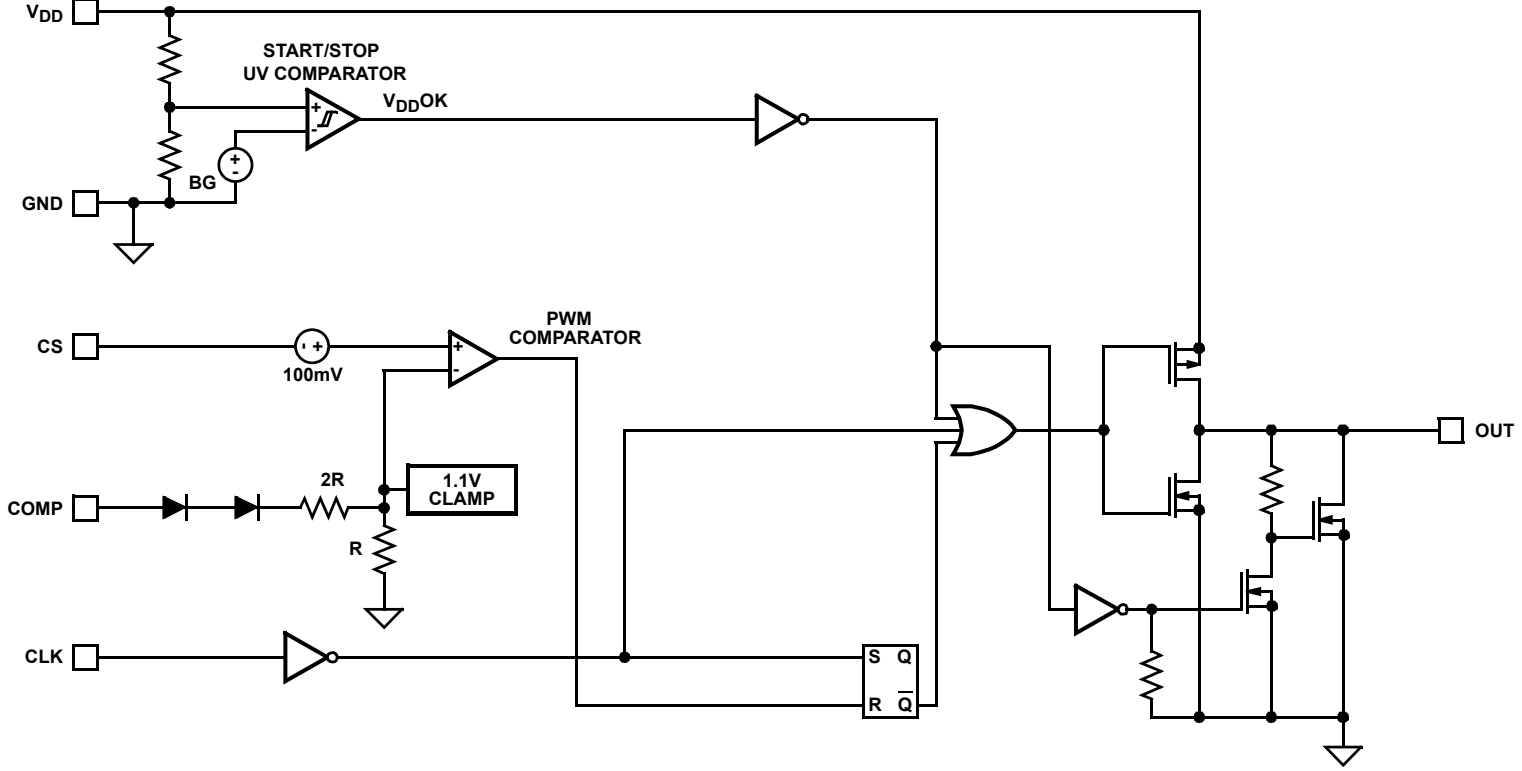 VDD
START/STOP
UV COMPARATOR
+
-
VDDOK
+
-
BG
GND
CS
- +
100mV
+
-
PWM
COMPARATOR
OUT
COMP
2R
1.1V
CLAMP
R
CLK
S Q
R Q̅